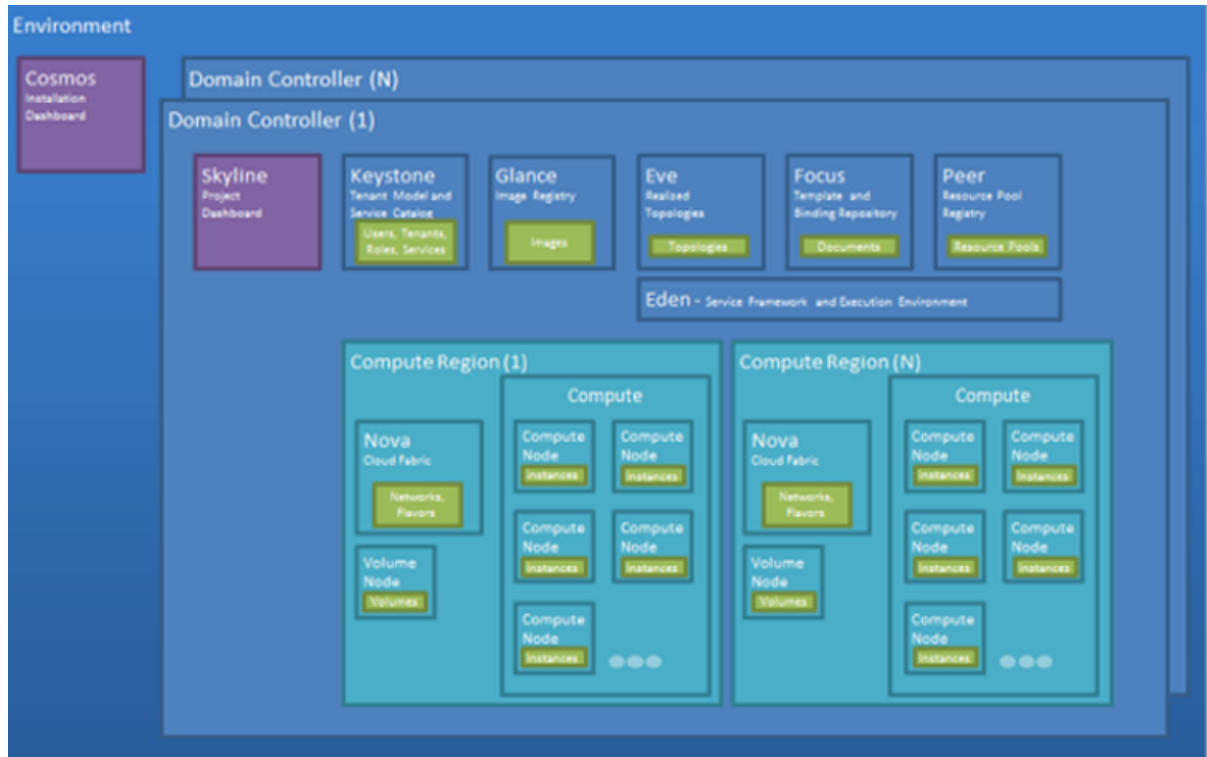 Environment
Cosmos
Installation
Dashboard
Domain Controller (N)
Domain Controller (1)
Skyline
Project
Dashboard
Keystone
Tenant Model and
Service Catalog
Users, Tenants,
Roles, Services
Glance
Image Registry
Images
Eve
Realized
Topologies
Topologies
Focus
Template and
Binding Repository
Documents
Peer
Resource Pool
Registry
Resource Pools
Eden - Service Framework and Execution Environment
Compute Region (1)
Nova
Cloud Fabric
Networks,
Flavors
Volume
Node
Volumes
Compute
Compute
Node
Instances
Compute
Node
Instances
Compute
Node
Instances
Compute
Node
Instances
Compute
Node
Instances
Compute Region (N)
Nova
Cloud Fabric
Networks,
Flavors
Volume
Node
Volumes
Compute
Compute
Node
Instances
Compute
Node
Instances
Compute
Node
Instances
Compute
Node
Instances
Compute
Node
Instances